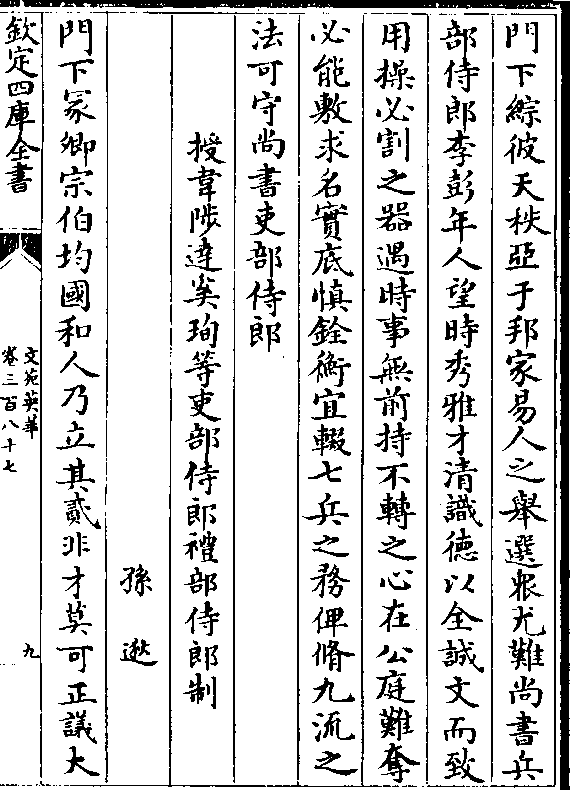 門下綜彼天秩亞于邦家易人之舉選衆尤難尚書兵
部侍郎李彭年人望時秀雅才清識徳以全誠文而致
用操必割之器遇時事無前持不轉之心在公庭難奪
必能敷求名實底慎銓衡宜輟七兵之務俾脩九流之
法可守尚書吏部侍郎
授韋陟達奚珣等吏部侍郎禮部侍郎制
孫逖
門下冢卿宗伯均國和人乃立其貳非才莫可正議大
欽定四庫全書
文苑英華
卷三百八十七
九